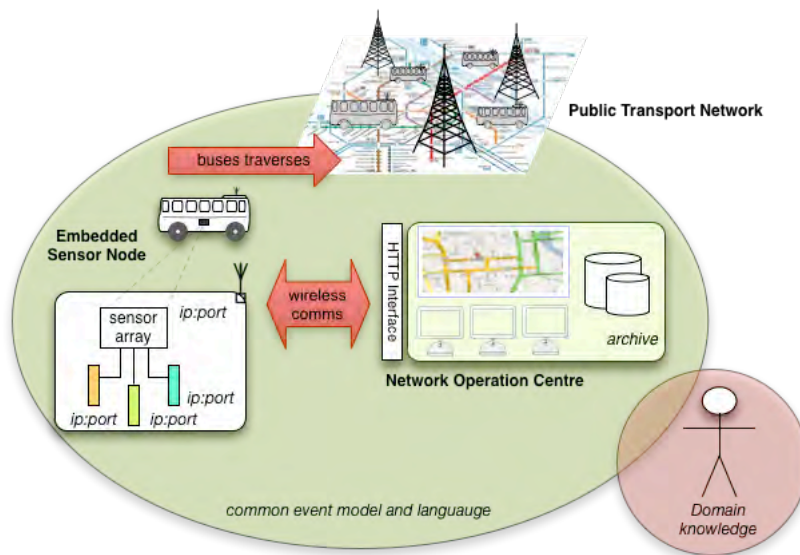 Public Transport Network
buses traverses
Embedded
Sensor Node
HTTP Interface
wireless
comms
ip:port
sensor
array
archive
ip:port
ip:port
ip:port
Network Operation Centre
common event model and languauge
Domain
knowledge